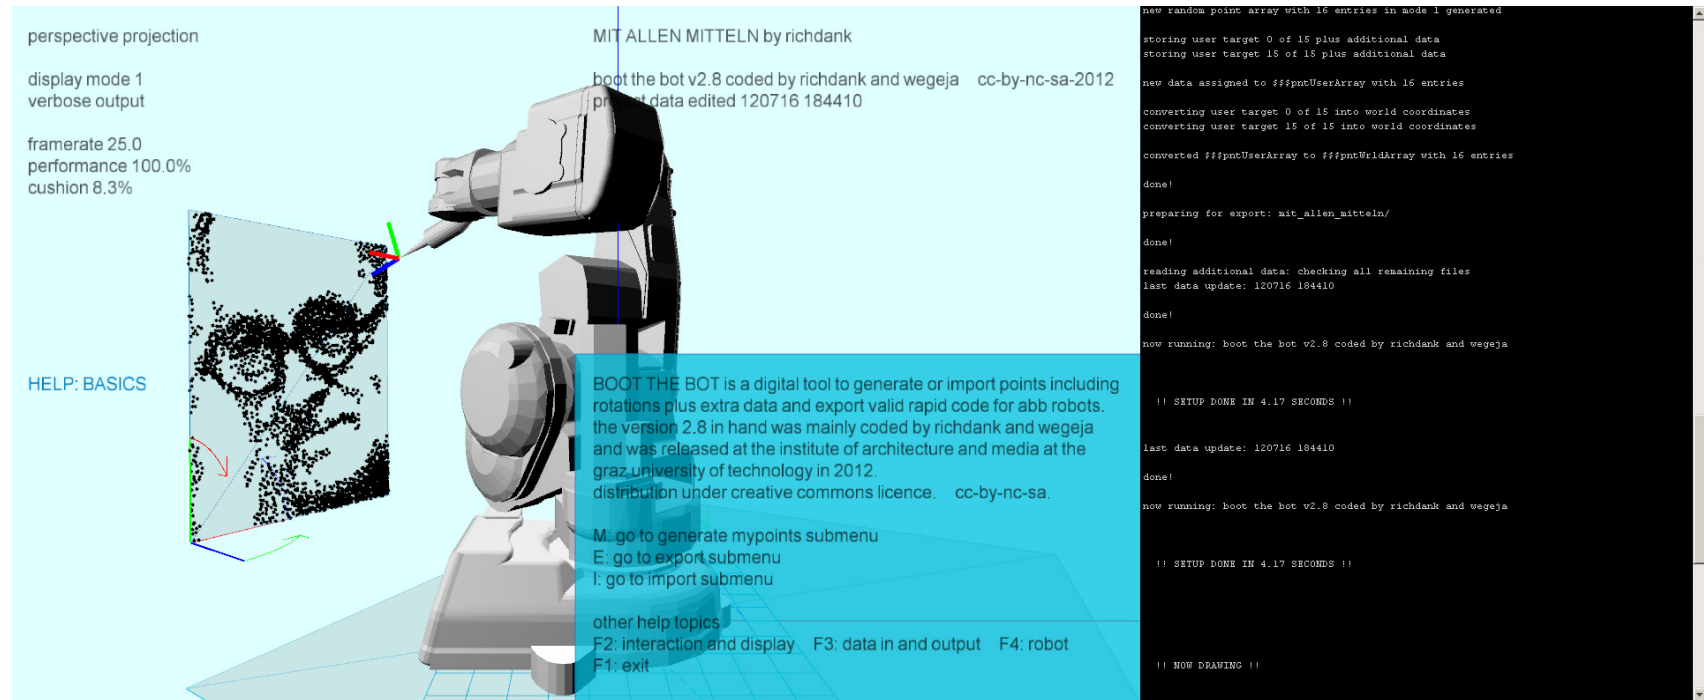 perspective projection
display mode 1
verbose output
framerate 25.0
performance 100.0%
cushion 8.3%
HELP: BASICS
MIT ALLEN MITTELN by richdank
boot the bot v2.8 coded by richdank and wegeja    cc-by-nc-sa-2012
project data edited 120716 184410
BOOT THE BOT is a digital tool to generate or import points including
rotations plus extra data and export valid rapid code for abb robots.
the version 2.8 in hand was mainly coded by richdank and wegeja
and was released at the institute of architecture and media at the
graz university of technology in 2012.
distribution under creative commons licence.    cc-by-nc-sa.
M: go to generate mypoints submenu
E: go to export submenu
I: go to import submenu
other help topics
F2: interaction and display    F3: data in and output    F4: robot
F1: exit
new random point array with 16 entries in mode 1 generated
storing user target 0 of 15 plus additional data
storing user target 15 of 15 plus additional data
new data assigned to $$$pntUserArray with 16 entries
converting user target 0 of 15 into world coordinates
converting user target 15 of 15 into world coordinates
converted $$$pntUserArray to $$$pntWrldArray with 16 entries
done!
preparing for export: mit_allen_mitteln/
done!
reading additional data: checking all remaining files
last data update: 120716 184410
done!
now running: boot the bot v2.8 coded by richdank and wegeja
!! SETUP DONE IN 4.17 SECONDS !!
last data update: 120716 184410
done!
now running: boot the bot v2.8 coded by richdank and wegeja
!! SETUP DONE IN 4.17 SECONDS !!
!! NOW DRAWING !!